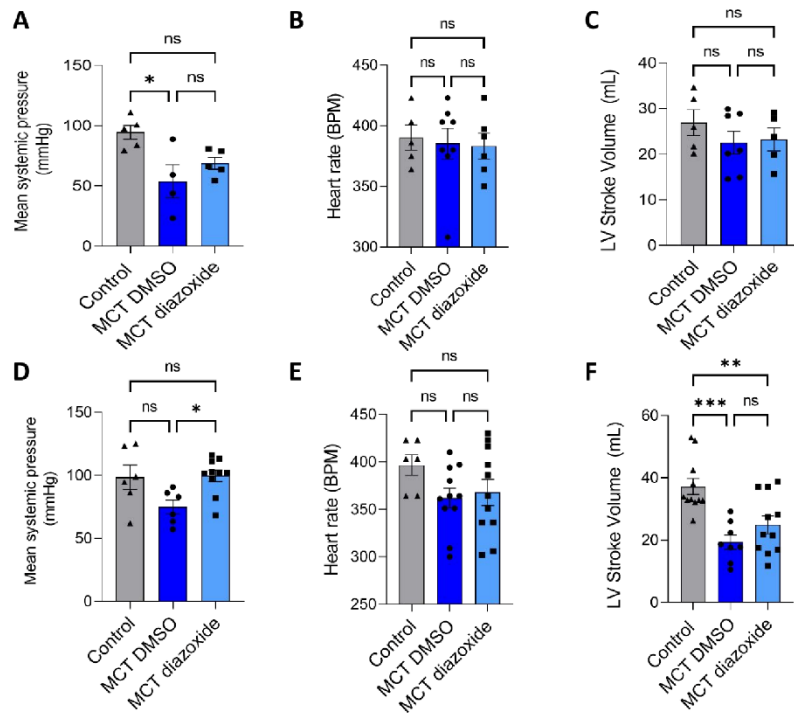 A
Mean systemic pressure
(mmHg)
150
100
50
0
ns
*
ns
Control
MCT DMSO
MCT diazoxide
B
Heart rate (BPM)
450
400
350
300
ns
ns
ns
Control
MCT DMSO
MCT diazoxide
C
LV Stroke Volume (mL)
40
30
20
10
0
ns
ns
ns
Control
MCT DMSO
MCT diazoxide
D
Mean systemic pressure
(mmHg)
150
100
50
0
ns
ns
*
Control
MCT DMSO
MCT diazoxide
E
Heart rate (BPM)
450
400
350
300
250
ns
ns
ns
Control
MCT DMSO
MCT diazoxide
F
LV Stroke Volume (mL)
60
40
20
0
**
***
ns
Control
MCT DMSO
MCT diazoxide